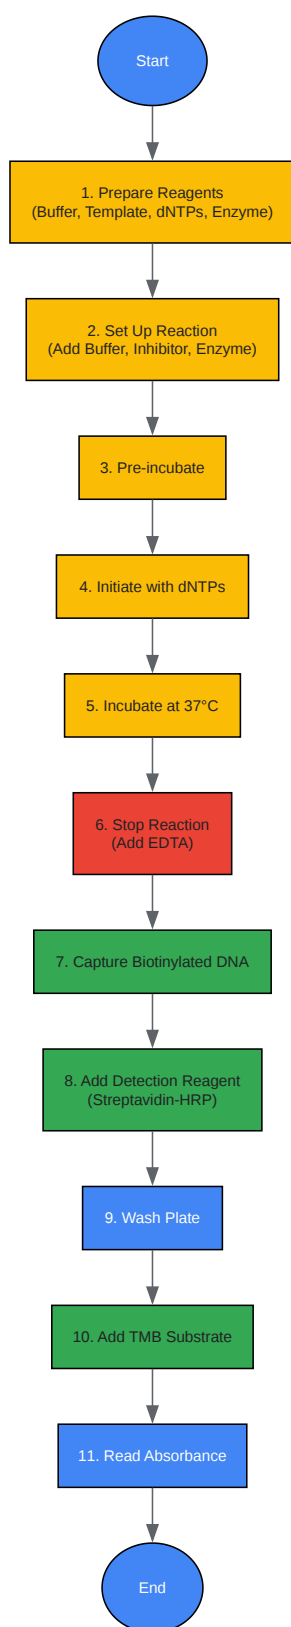 Start
1. Prepare Reagents
(Buffer, Template, dNTPs, Enzyme)
2. Set Up Reaction
(Add Buffer, Inhibitor, Enzyme)
3. Pre-incubate
4. Initiate with dNTPs
5. Incubate at 37°C
6. Stop Reaction
(Add EDTA)
7. Capture Biotinylated DNA
8. Add Detection Reagent
(Streptavidin-HRP)
9. Wash Plate
10. Add TMB Substrate
11. Read Absorbance
End